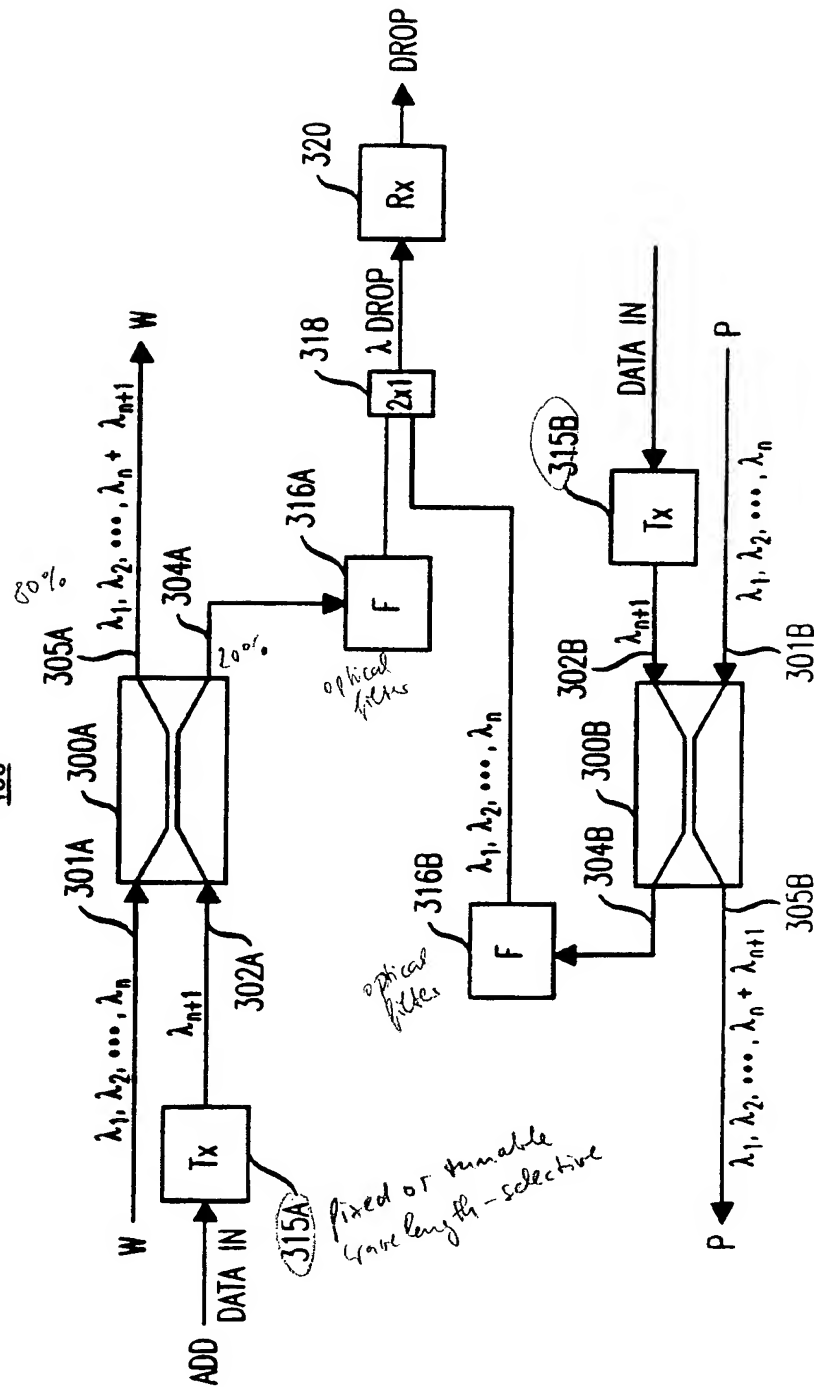 W
λ1, λ2, •••, λn
301A
300A
80%
305A
λ1, λ2, •••, λn + λn+1
W
ADD
DATA IN
Tx
315A
λn+1
302A
304A
20%
fixed or tunable
wavelength-selective
316A
F
optical
filter
318
2x1
λ DROP
320
Rx
DROP
optical
filter
316B
F
λ1, λ2, •••, λn
315B
Tx
DATA IN
P
λ1, λ2, •••, λn + λn+1
305B
304B
300B
302B
λn+1
301B
λ1, λ2, •••, λn
P